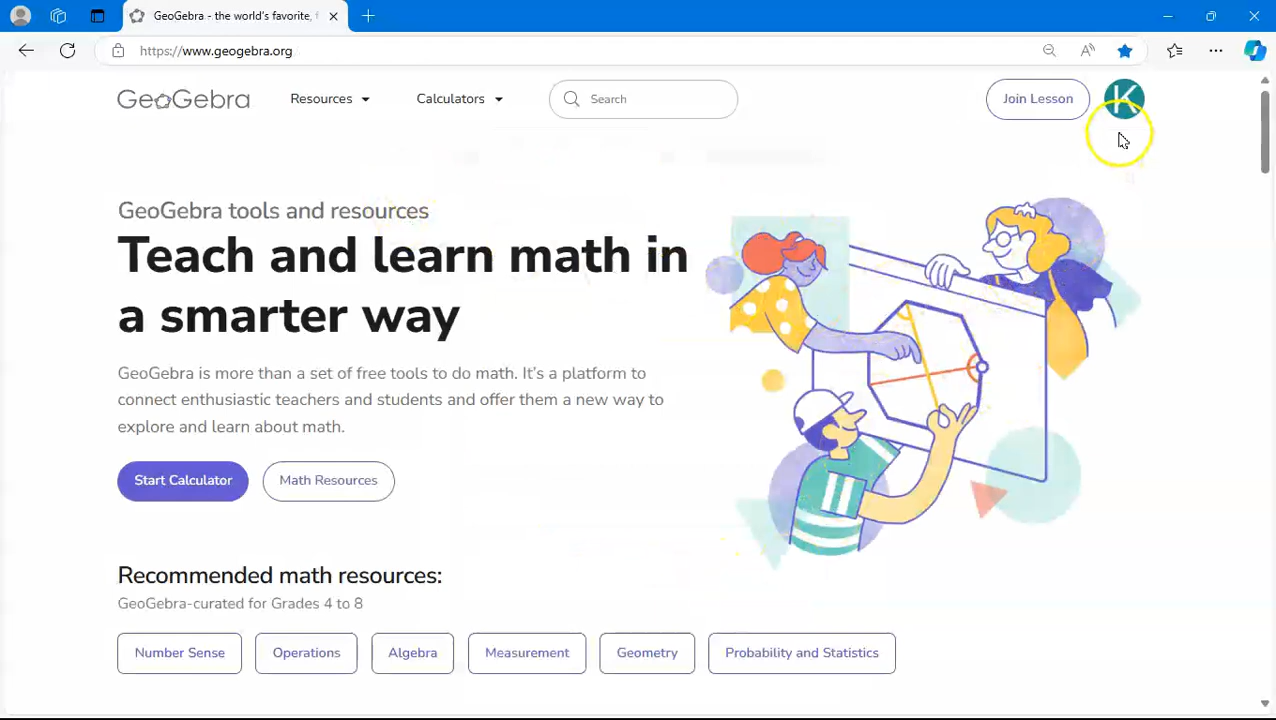 GeoGebra - the world's favorite, f
https://www.geogebra.org
GeoGebra
Resources
Calculators
Search
Join Lesson
K
GeoGebra tools and resources
Teach and learn math in
a smarter way
GeoGebra is more than a set of free tools to do math. It's a platform to
connect enthusiastic teachers and students and offer them a new way to
explore and learn about math.
Start Calculator
Math Resources
Recommended math resources:
GeoGebra-curated for Grades 4 to 8
Number Sense
Operations
Algebra
Measurement
Geometry
Probability and Statistics